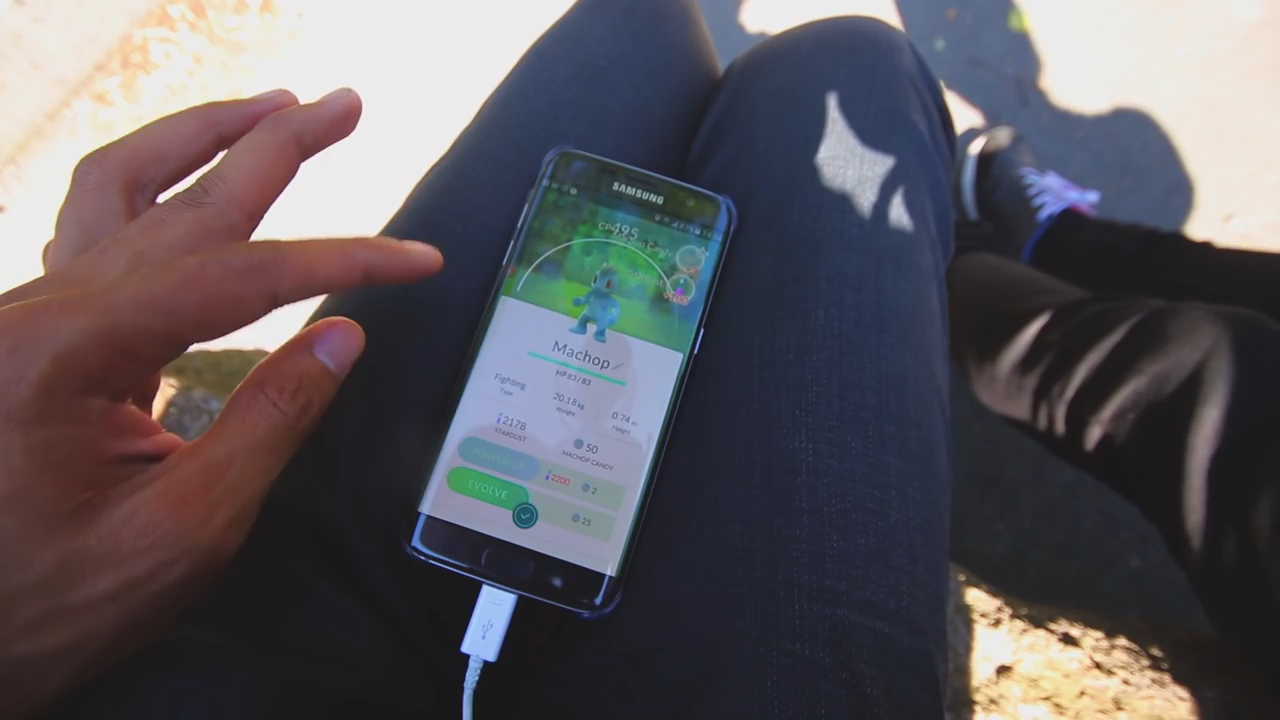 SAMSUNG
CP495
Machop
HP 83 / 83
Fighting
Type
20.18 kg
Weight
0.74 m
Height
2178
STARDUST
50
MACHOP CANDY
POWER UP
2200
2
EVOLVE
25